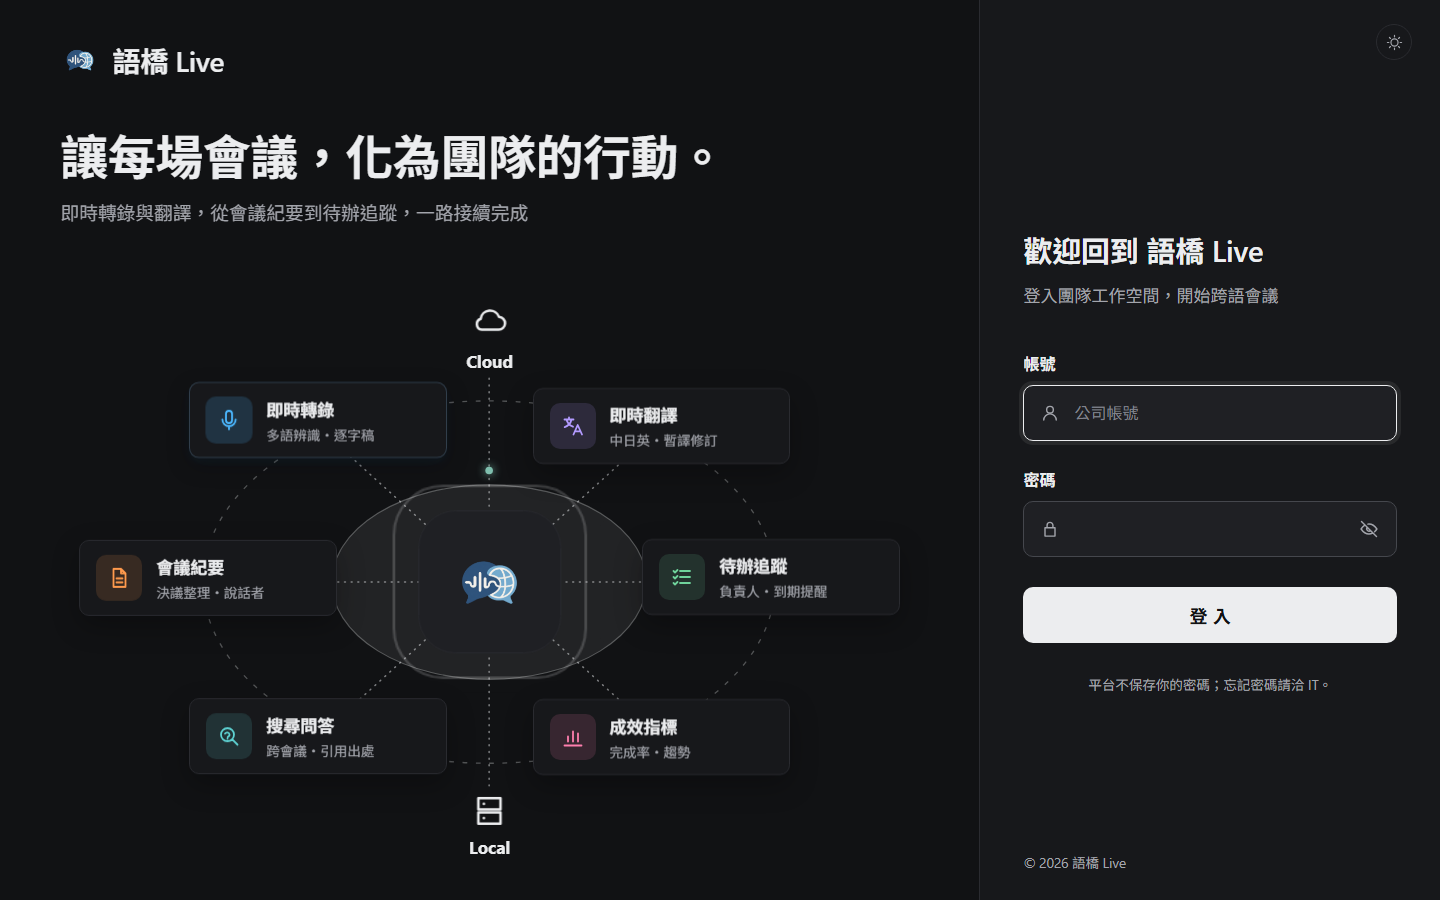 語橋 Live
讓每場會議，化為團隊的行動。
即時轉錄與翻譯，從會議紀要到待辦追蹤，一路接續完成
Cloud
即時轉錄
多語辨識・逐字稿
即時翻譯
中日英・暫譯修訂
會議紀要
決議整理・說話者
待辦追蹤
負責人・到期提醒
搜尋問答
跨會議・引用出處
成效指標
完成率・趨勢
Local
歡迎回到 語橋 Live
登入團隊工作空間，開始跨語會議
帳號
公司帳號
密碼
登入
平台不保存你的密碼；忘記密碼請洽 IT。
© 2026 語橋 Live